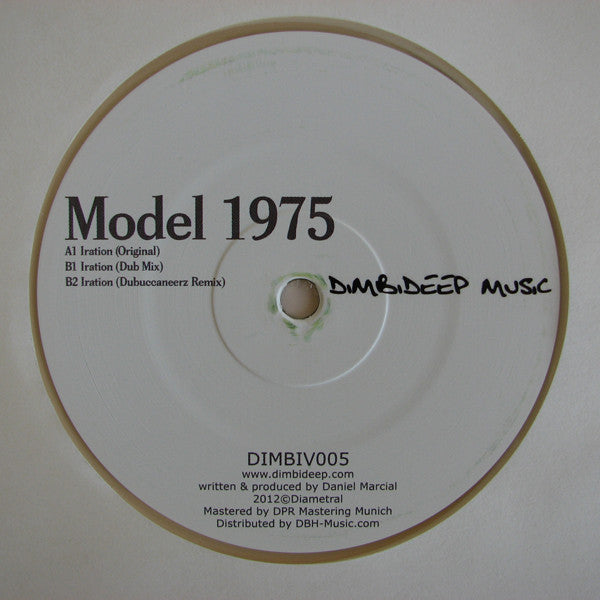 Model 1975
A1 Iration (Original)
B1 Iration (Dub Mix)
B2 Iration (Dubuccaneerz Remix)
DIMBIDEEP MUSIC
DIMBIV005
www.dimbideep.com
written & produced by Daniel Marcial
2012©Diametral
Mastered by DPR Mastering Munich
Distributed by DBH-Music.com